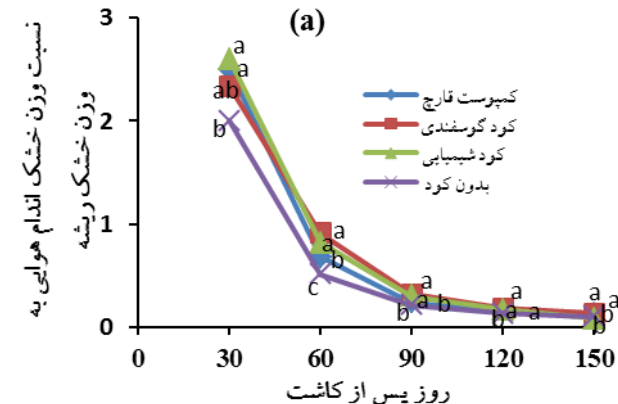 (a)
نسبت وزن خشک اندام هوایی به
وزن خشک ریشه
3
2
1
0
کمپوست قارچ
کود گوسفندی
کود شیمیایی
بدون کود
a
a
ab
b
a
a
b
c
a
a
b
b
a
a
a
b
a
a
b
b
0
30
60
90
120
150
روز پس از کاشت